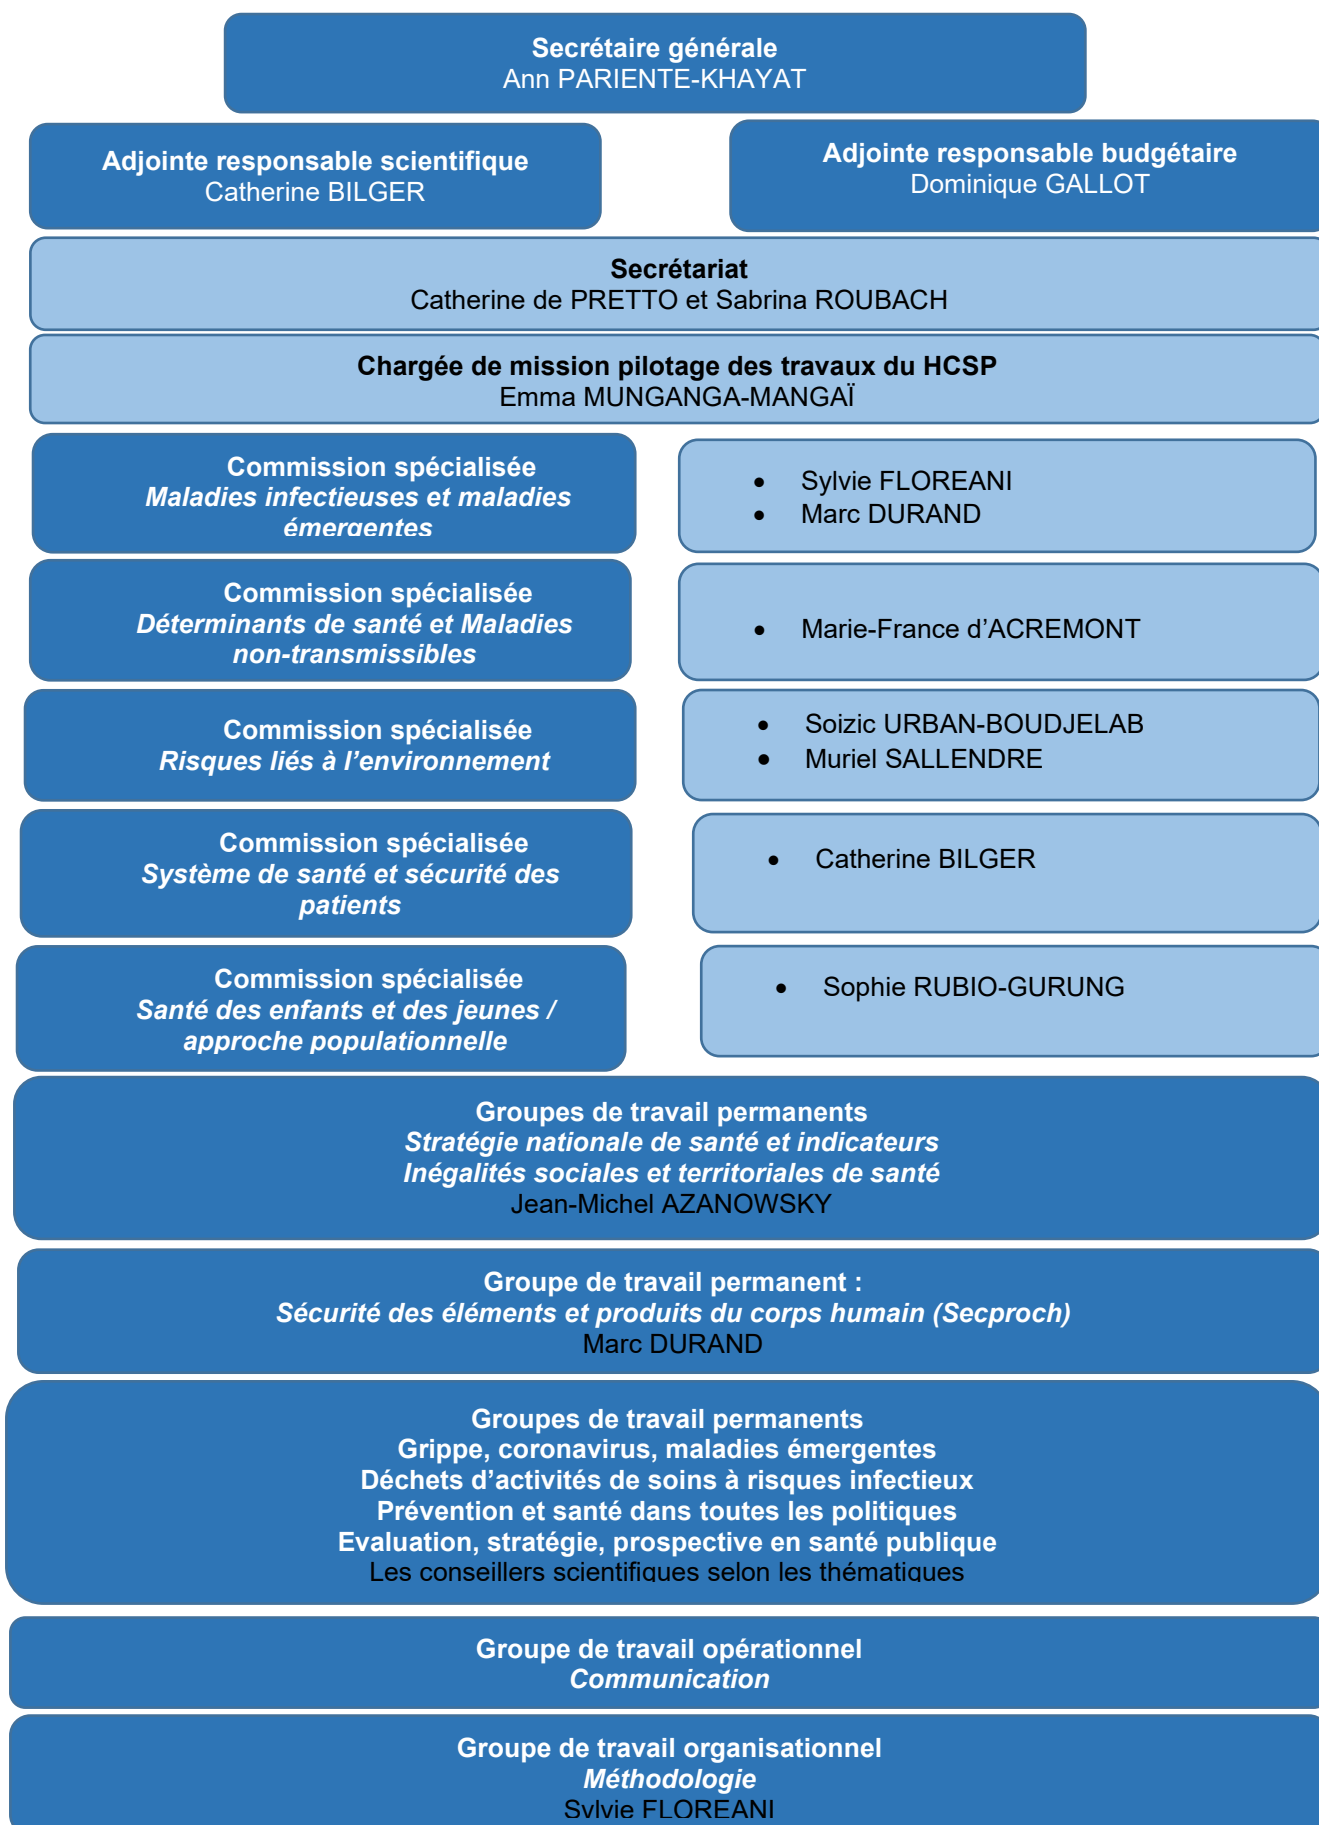 Secrétaire générale
Ann PARIENTE-KHAYAT
Adjointe responsable scientifique
Catherine BILGER
Adjointe responsable budgétaire
Dominique GALLOT
Secrétariat
Catherine de PRETTO et Sabrina ROUBACH
Chargée de mission pilotage des travaux du HCSP
Emma MUNGANGA-MANGAÏ
Commission spécialisée
Maladies infectieuses et maladies
émergentes
• Sylvie FLOREANI
• Marc DURAND
Commission spécialisée
Déterminants de santé et Maladies
non-transmissibles
• Marie-France d’ACREMONT
Commission spécialisée
Risques liés à l’environnement
• Soizic URBAN-BOUDJELAB
• Muriel SALLENDRE
Commission spécialisée
Système de santé et sécurité des
patients
• Catherine BILGER
Commission spécialisée
Santé des enfants et des jeunes /
approche populationnelle
• Sophie RUBIO-GURUNG
Groupes de travail permanents
Stratégie nationale de santé et indicateurs
Inégalités sociales et territoriales de santé
Jean-Michel AZANOWSKY
Groupe de travail permanent :
Sécurité des éléments et produits du corps humain (Secproch)
Marc DURAND
Groupes de travail permanents
Grippe, coronavirus, maladies émergentes
Déchets d’activités de soins à risques infectieux
Prévention et santé dans toutes les politiques
Evaluation, stratégie, prospective en santé publique
Les conseillers scientifiques selon les thématiques
Groupe de travail opérationnel
Communication
Groupe de travail organisationnel
Méthodologie
Sylvie FLOREANI